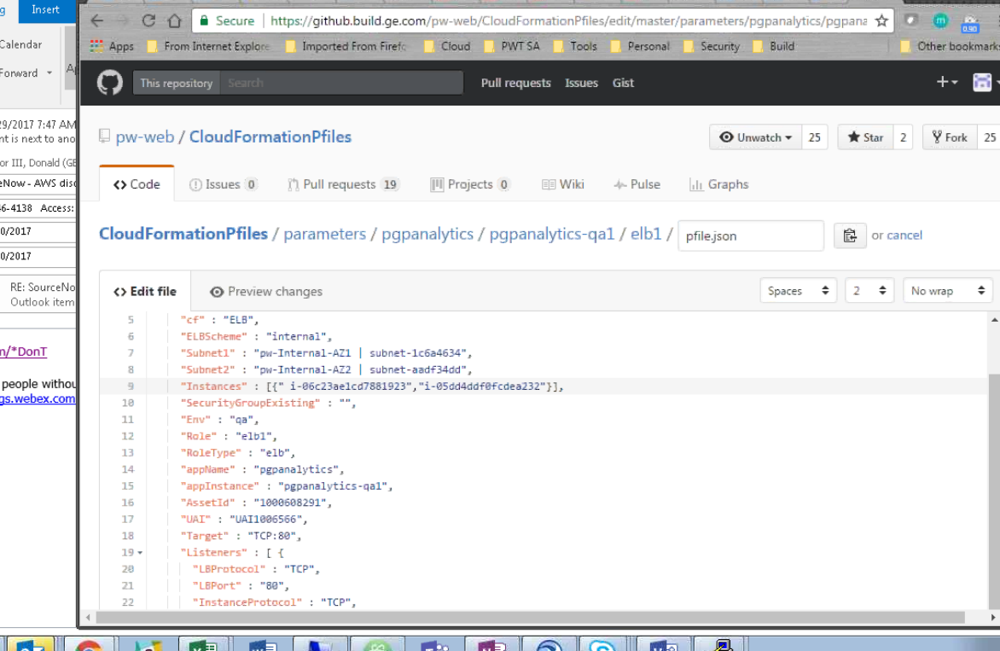 Insert
Calendar
Forward
29/2017 7:47 AM
nt is next to ano
or III, Donald (GE
eNow - AWS disc
46-4138 Access:
0/2017
0/2017
RE: SourceNo
Outlook item
n/*DonT
people withou
gs.webex.com
Secure https://github.build.ge.com/pw-web/CloudFormationPfiles/edit/master/parameters/pgpanalytics/pgpana
m
0.90
Apps From Internet Explore Imported From Firefo Cloud PWT SA Tools Personal Security Build Other bookmarks
This repository Search Pull requests Issues Gist
pw-web / CloudFormationPfiles
Unwatch 25 Star 2 Fork 25
Code Issues 0 Pull requests 19 Projects 0 Wiki Pulse Graphs
CloudFormationPfiles / parameters / pgpanalytics / pgpanalytics-qa1 / elb1 / pfile.json or cancel
Edit file Preview changes Spaces 2 No wrap
5 "cf" : "ELB",
6 "ELBScheme" : "internal",
7 "Subnet1" : "pw-Internal-AZ1 | subnet-1c6a4634",
8 "Subnet2" : "pw-Internal-AZ2 | subnet-aadf34dd",
9 "Instances" : [{" i-06c23ae1cd7881923","i-05dd4ddf0fcdea232"}],
10 "SecurityGroupExisting" : "",
11 "Env" : "qa",
12 "Role" : "elb1",
13 "RoleType" : "elb",
14 "appName" : "pgpanalytics",
15 "appInstance" : "pgpanalytics-qa1",
16 "AssetId" : "1000608291",
17 "UAI" : "UAI1006566",
18 "Target" : "TCP:80",
19 "Listeners" : [ {
20 "LBProtocol" : "TCP",
21 "LBPort" : "80",
22 "InstanceProtocol" : "TCP",